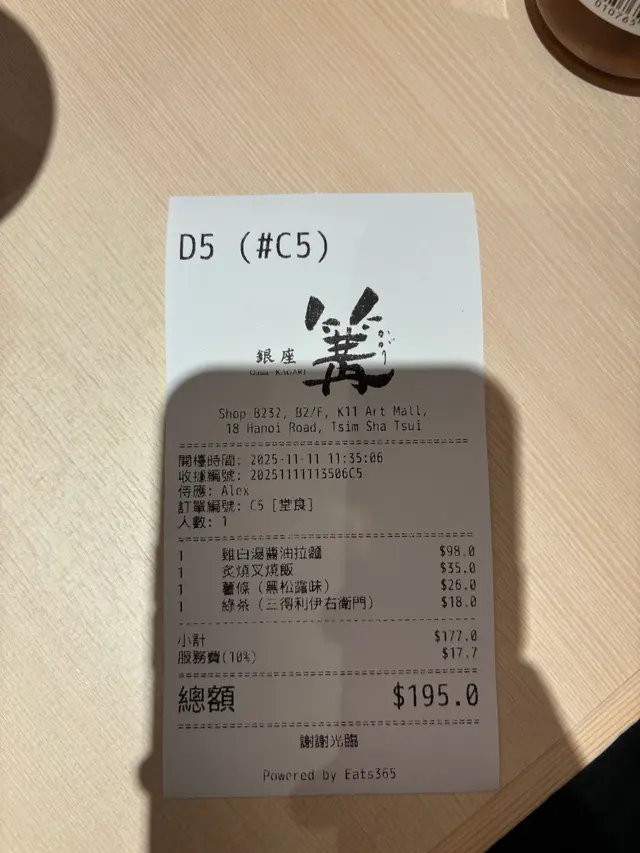 D5 (#C5)
銀座
Ginza · KAGARI
篝
かがり
Shop B232, B2/F, K11 Art Mall,
18 Hanoi Road, Tsim Sha Tsui
開檯時間: 2025-11-11 11:35:06
收據編號: 20251111113506C5
侍應: Alex
訂單編號: C5 [堂食]
人數: 1
1 雞白湯醬油拉麵 $98.0
1 炙燒叉燒飯 $35.0
1 薯條 (黑松露味) $26.0
1 綠茶 (三得利伊右衛門) $18.0
小計 $177.0
服務費(10%) $17.7
總額 $195.0
謝謝光臨
Powered by Eats365